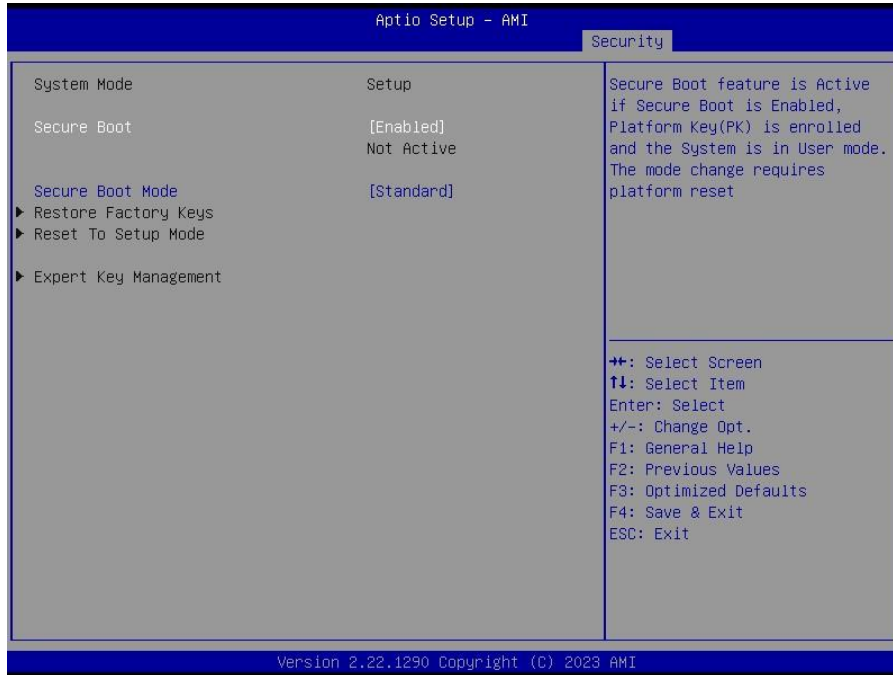 Aptio Setup – AMI
Security
System Mode Setup
Secure Boot [Enabled]
Not Active
Secure Boot Mode [Standard]
▶ Restore Factory Keys
▶ Reset To Setup Mode
▶ Expert Key Management
Secure Boot feature is Active
if Secure Boot is Enabled,
Platform Key(PK) is enrolled
and the System is in User mode.
The mode change requires
platform reset
→←: Select Screen
↑↓: Select Item
Enter: Select
+/-: Change Opt.
F1: General Help
F2: Previous Values
F3: Optimized Defaults
F4: Save & Exit
ESC: Exit
Version 2.22.1290 Copyright (C) 2023 AMI